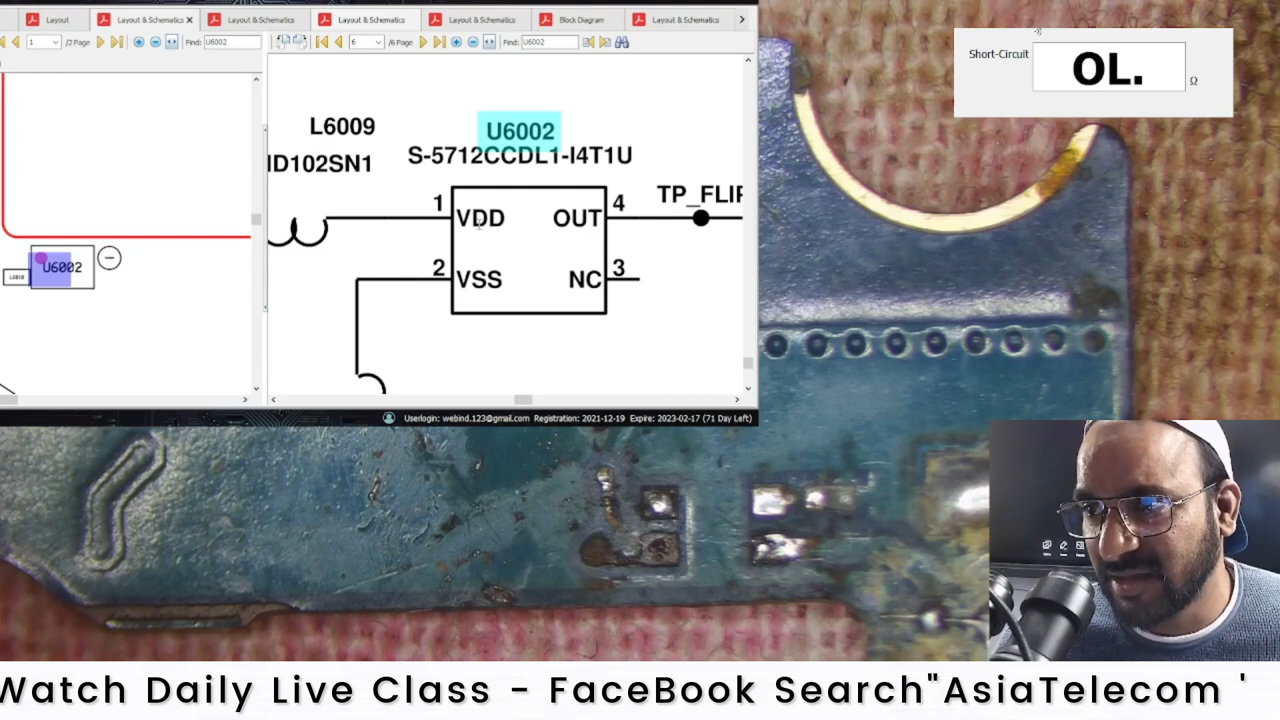 Layout
Layout & Schematics
Layout & Schematics
Layout & Schematics
Layout & Schematics
Block Diagram
Layout & Schematics
1
/2 Page
Find: U6002
6
/6 Page
Find: U6002
U6002
L6009
ID102SN1
U6002
S-5712CCDL1-I4T1U
1
VDD
OUT
4
TP_FLIF
2
VSS
NC
3
Userlogin: webind.123@gmail.com Registration: 2021-12-19 Expire: 2023-02-17 (71 Day Left)
Short-Circuit
OL.
Ω
Watch Daily Live Class - FaceBook Search"AsiaTelecom '